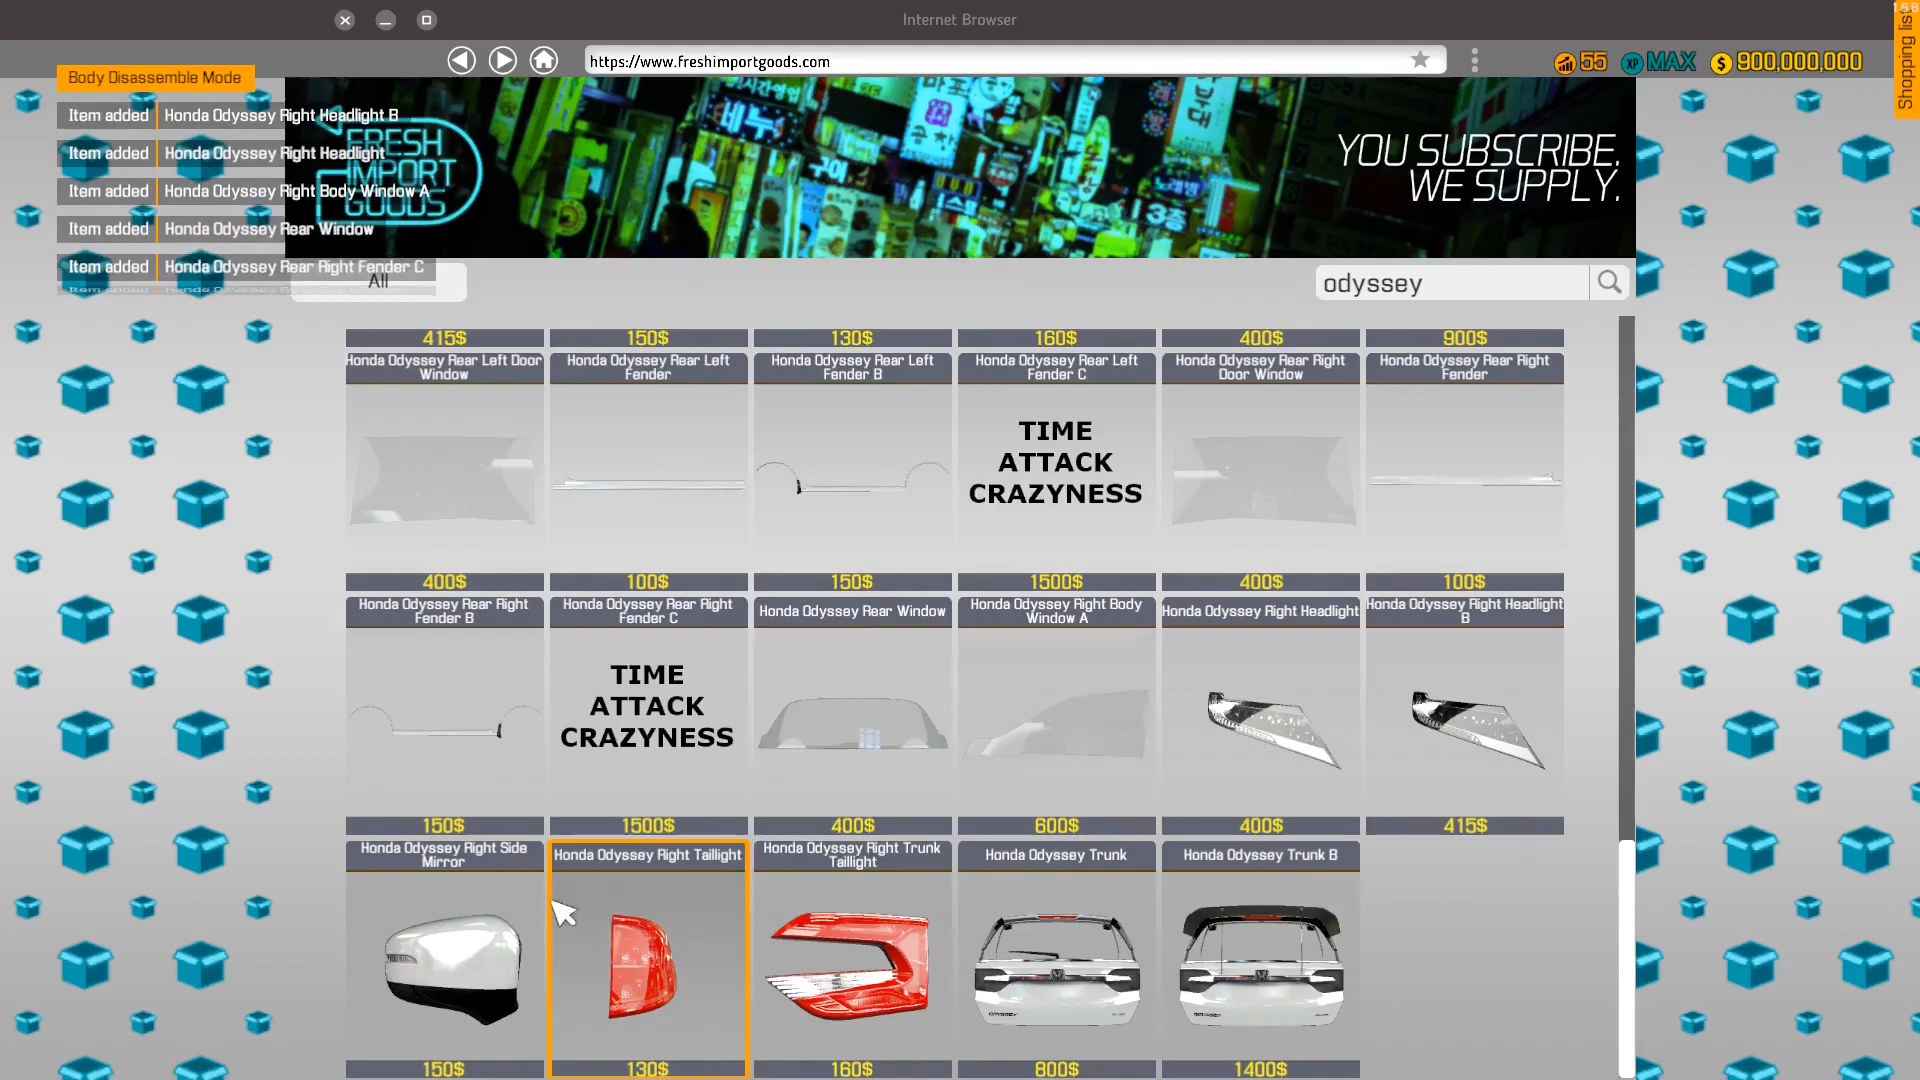 Internet Browser
168
https://www.freshimportgoods.com
XP
55
MAX
$
900,000,000
Shopping list
Body Disassemble Mode
Item added
Honda Odyssey Right Headlight B
Item added
Honda Odyssey Right Headlight
Item added
Honda Odyssey Right Body Window A
Item added
Honda Odyssey Rear Window
Item added
Honda Odyssey Rear Right Fender C
FRESH
IMPORT
GOODS
YOU SUBSCRIBE.
WE SUPPLY.
구이
3층
All
odyssey
415$
150$
130$
160$
400$
900$
Honda Odyssey Rear Left Door
Window
Honda Odyssey Rear Left
Fender
Honda Odyssey Rear Left
Fender B
Honda Odyssey Rear Left
Fender C
Honda Odyssey Rear Right
Door Window
Honda Odyssey Rear Right
Fender
TIME
ATTACK
CRAZYNESS
400$
100$
150$
1500$
400$
100$
Honda Odyssey Rear Right
Fender B
Honda Odyssey Rear Right
Fender C
Honda Odyssey Rear Window
Honda Odyssey Right Body
Window A
Honda Odyssey Right Headlight
Honda Odyssey Right Headlight
B
TIME
ATTACK
CRAZYNESS
150$
1500$
400$
600$
400$
415$
Honda Odyssey Right Side
Mirror
Honda Odyssey Right Taillight
Honda Odyssey Right Trunk
Taillight
Honda Odyssey Trunk
Honda Odyssey Trunk B
ODYSSEY
ODYSSEY
150$
130$
160$
800$
1400$